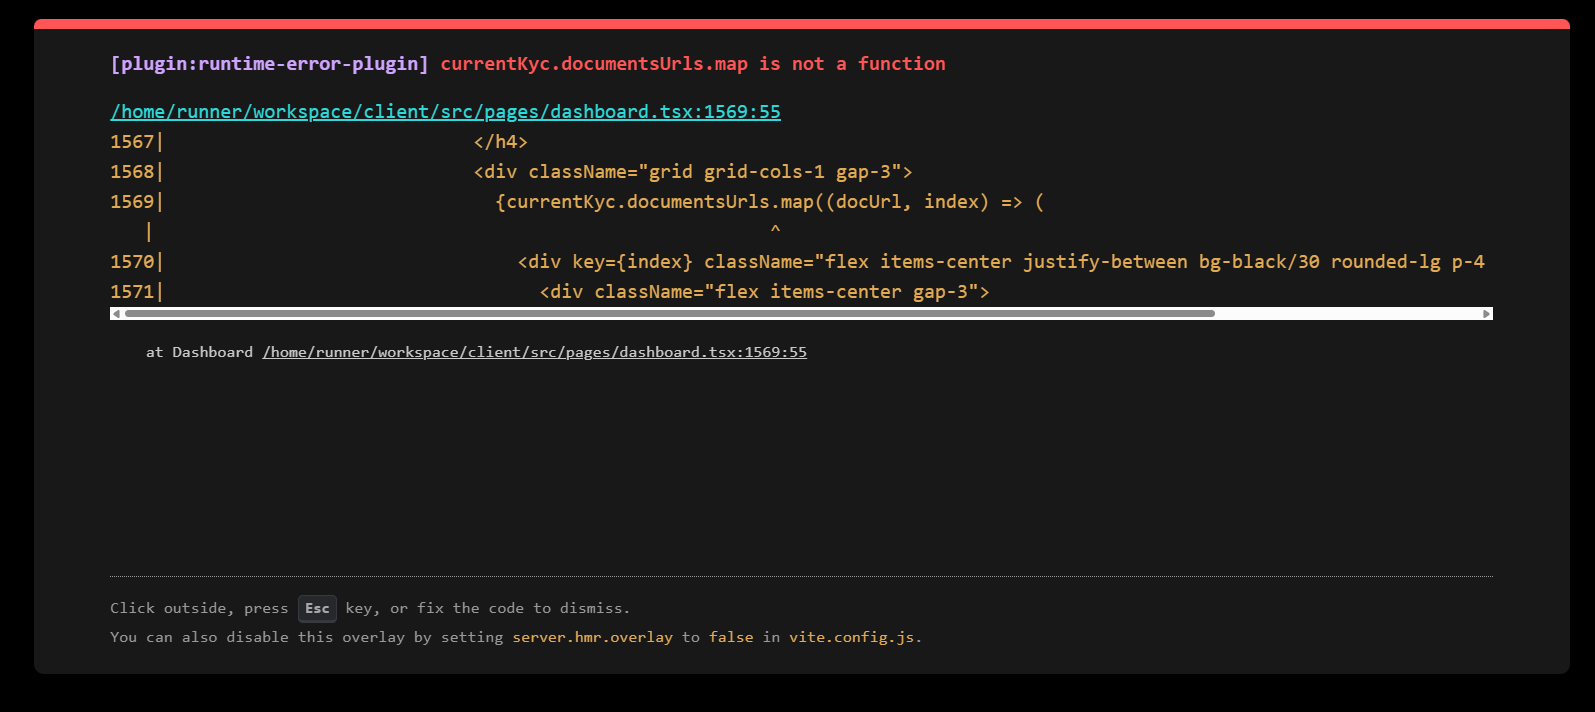 [plugin:runtime-error-plugin] currentKyc.documentsUrls.map is not a function
/home/runner/workspace/client/src/pages/dashboard.tsx:1569:55
1567|                             </h4>
1568|                             <div className="grid grid-cols-1 gap-3">
1569|                               {currentKyc.documentsUrls.map((docUrl, index) => (
   |                                                         ^
1570|                                 <div key={index} className="flex items-center justify-between bg-black/30 rounded-lg p-4
1571|                                   <div className="flex items-center gap-3">
at Dashboard /home/runner/workspace/client/src/pages/dashboard.tsx:1569:55
Click outside, press Esc key, or fix the code to dismiss.
You can also disable this overlay by setting server.hmr.overlay to false in vite.config.js.